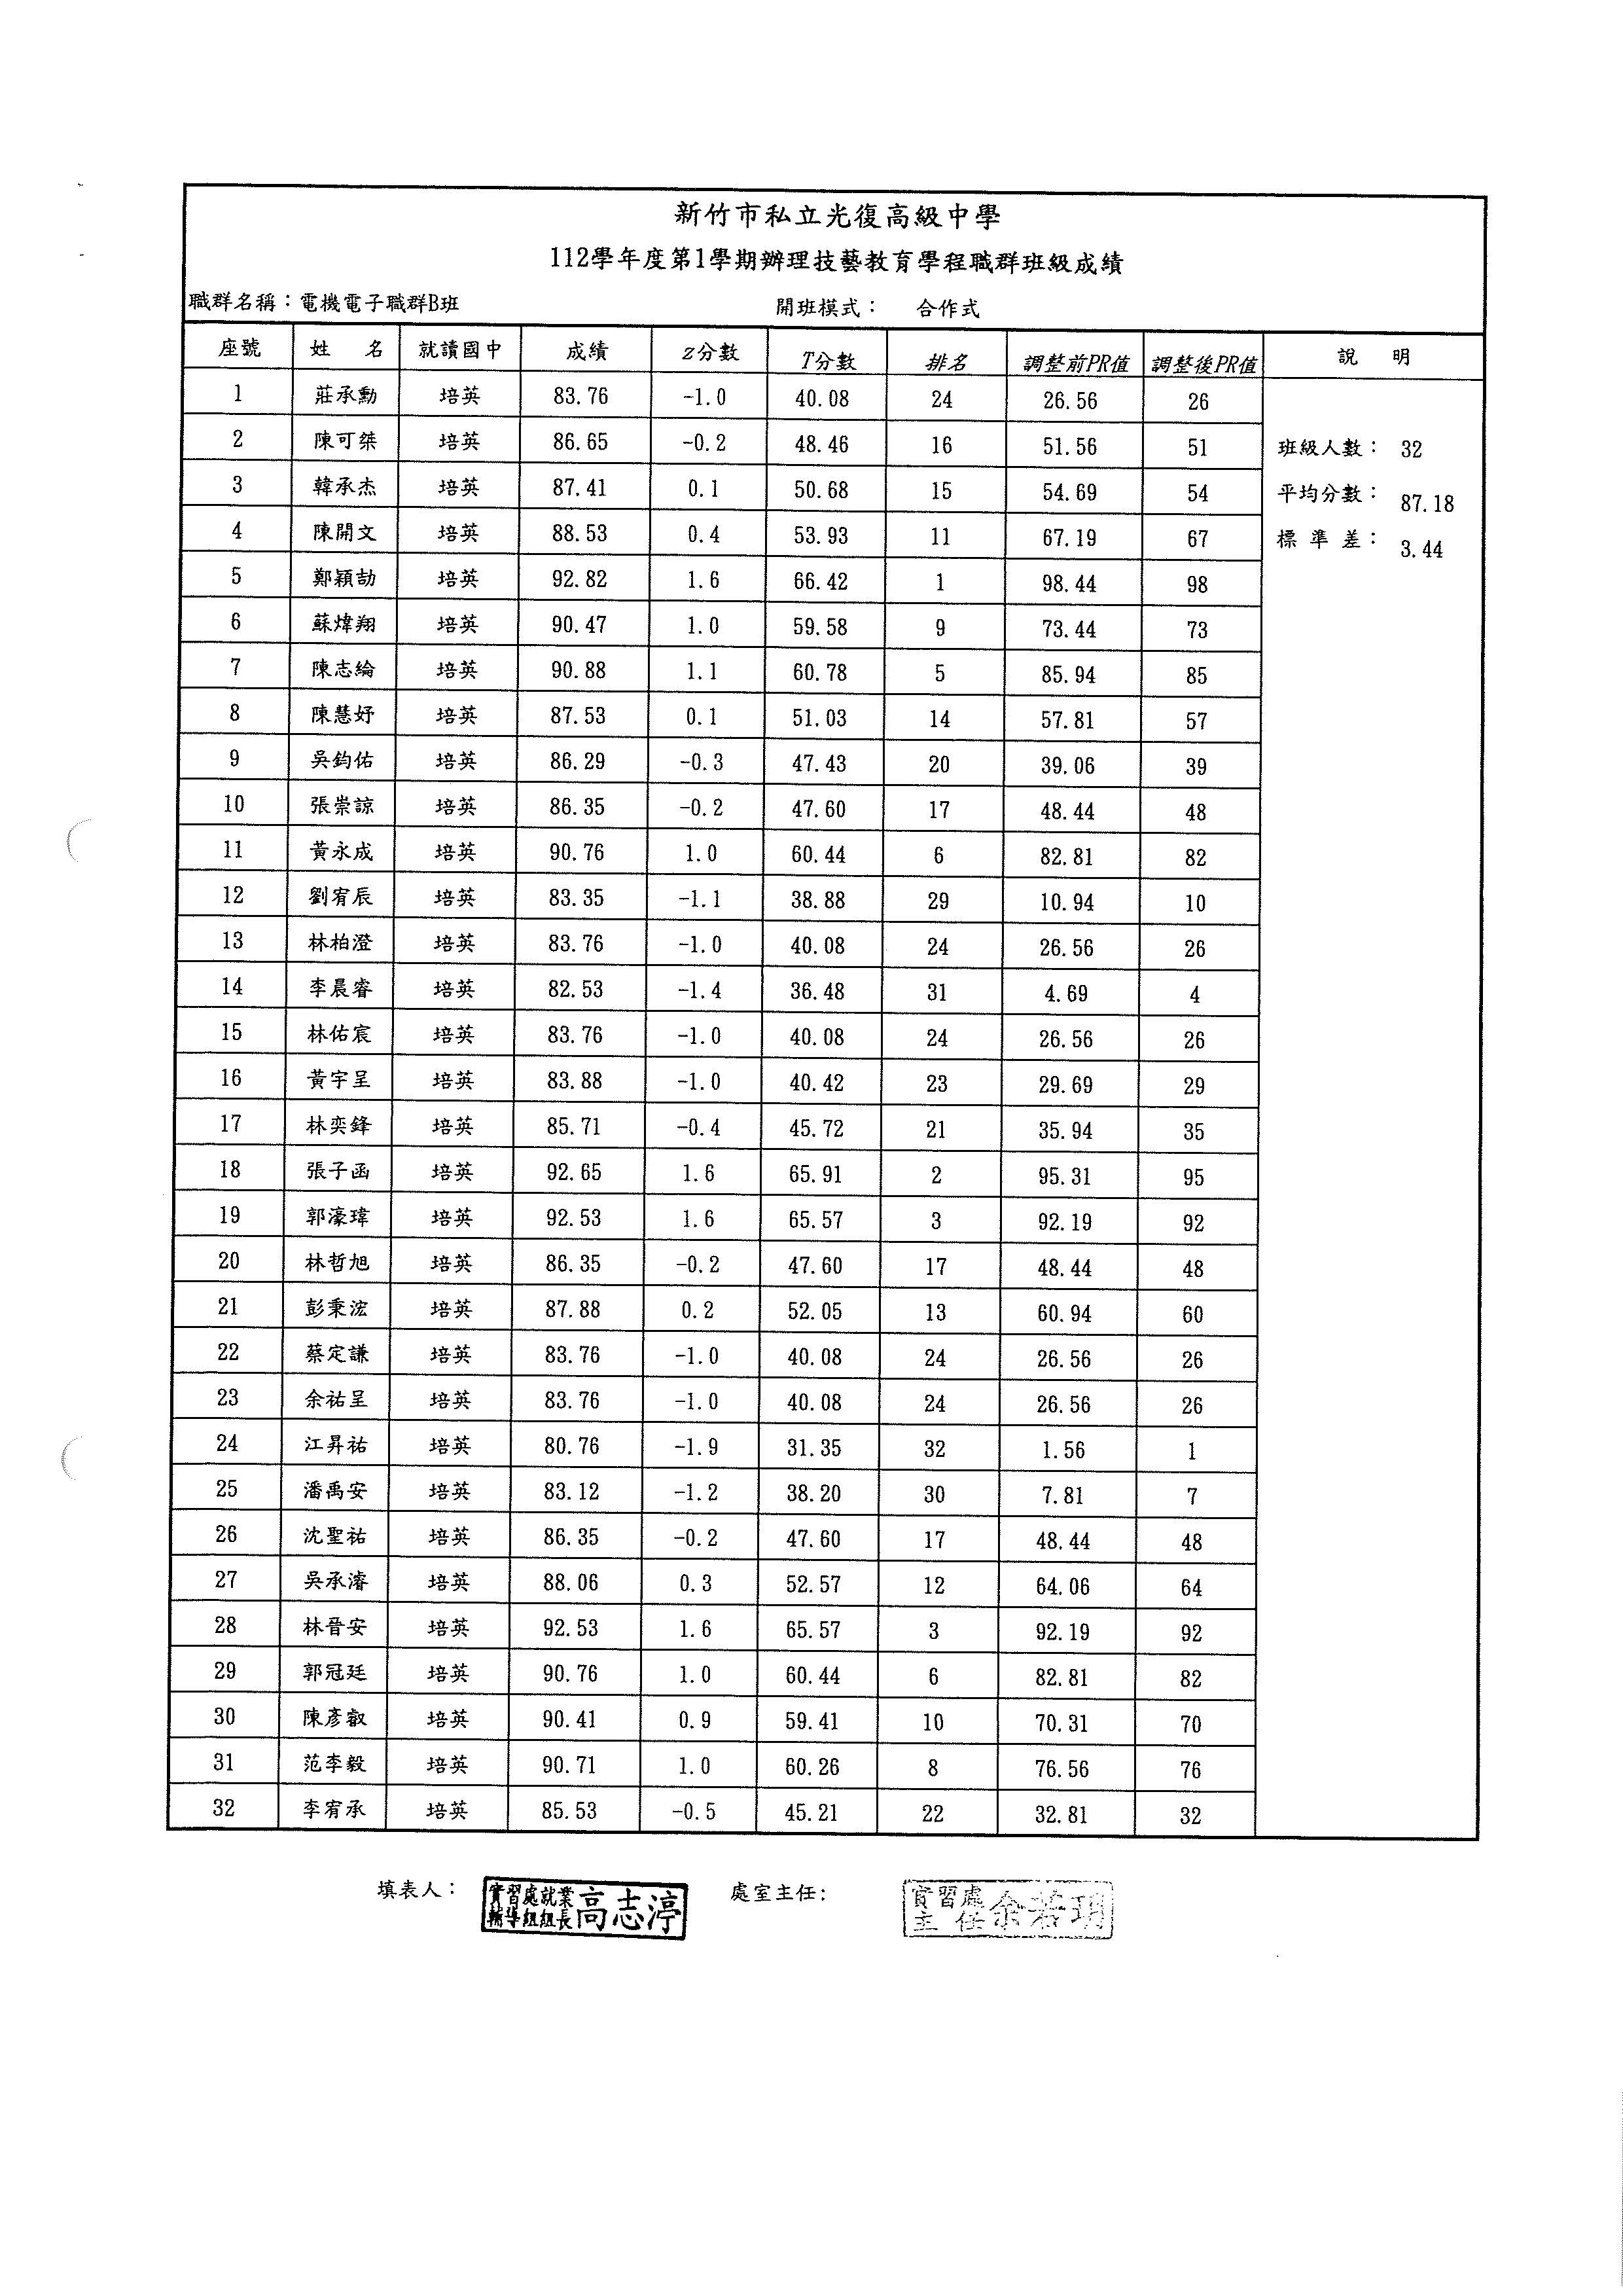 新竹市私立光復高級中學
112學年度第1學期辦理技藝教育學程職群班級成績
職群名稱：電機電子職群B班 開班模式： 合作式
座號 姓 名 就讀國中 成績 z分數 T分數 排名 調整前PR值 調整後PR值 說 明
1 莊承勳 培英 83.76 -1.0 40.08 24 26.56 26
2 陳可桀 培英 86.65 -0.2 48.46 16 51.56 51 班級人數： 32
3 韓承杰 培英 87.41 0.1 50.68 15 54.69 54 平均分數： 87.18
4 陳開文 培英 88.53 0.4 53.93 11 67.19 67 標 準 差： 3.44
5 鄭穎劼 培英 92.82 1.6 66.42 1 98.44 98
6 蘇煒翔 培英 90.47 1.0 59.58 9 73.44 73
7 陳志綸 培英 90.88 1.1 60.78 5 85.94 85
8 陳慧妤 培英 87.53 0.1 51.03 14 57.81 57
9 吳鈞佑 培英 86.29 -0.3 47.43 20 39.06 39
10 張崇諒 培英 86.35 -0.2 47.60 17 48.44 48
11 黃永成 培英 90.76 1.0 60.44 6 82.81 82
12 劉宥辰 培英 83.35 -1.1 38.88 29 10.94 10
13 林柏澄 培英 83.76 -1.0 40.08 24 26.56 26
14 李晨睿 培英 82.53 -1.4 36.48 31 4.69 4
15 林佑宸 培英 83.76 -1.0 40.08 24 26.56 26
16 黃宇呈 培英 83.88 -1.0 40.42 23 29.69 29
17 林奕鋒 培英 85.71 -0.4 45.72 21 35.94 35
18 張子函 培英 92.65 1.6 65.91 2 95.31 95
19 郭濠瑋 培英 92.53 1.6 65.57 3 92.19 92
20 林哲旭 培英 86.35 -0.2 47.60 17 48.44 48
21 彭秉浤 培英 87.88 0.2 52.05 13 60.94 60
22 蔡定謙 培英 83.76 -1.0 40.08 24 26.56 26
23 余祐呈 培英 83.76 -1.0 40.08 24 26.56 26
24 江昇祐 培英 80.76 -1.9 31.35 32 1.56 1
25 潘禹安 培英 83.12 -1.2 38.20 30 7.81 7
26 沈聖祐 培英 86.35 -0.2 47.60 17 48.44 48
27 吳承濬 培英 88.06 0.3 52.57 12 64.06 64
28 林晉安 培英 92.53 1.6 65.57 3 92.19 92
29 郭冠廷 培英 90.76 1.0 60.44 6 82.81 82
30 陳彥叡 培英 90.41 0.9 59.41 10 70.31 70
31 范李毅 培英 90.71 1.0 60.26 8 76.56 76
32 李宥承 培英 85.53 -0.5 45.21 22 32.81 32
填表人： 實習處就業輔導組組長 高志渟 處室主任: 實習處主任 余若玥